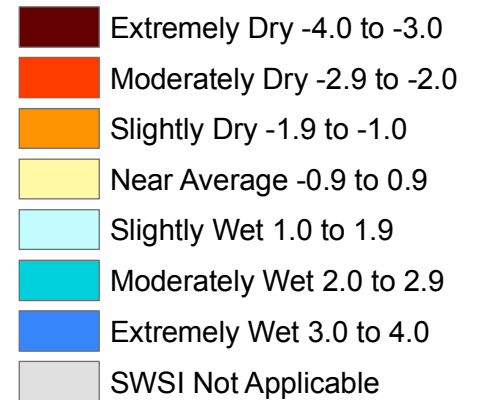 Extremely Dry -4.0 to -3.0
Moderately Dry -2.9 to -2.0
Slightly Dry -1.9 to -1.0
Near Average -0.9 to 0.9
Slightly Wet 1.0 to 1.9
Moderately Wet 2.0 to 2.9
Extremely Wet 3.0 to 4.0
SWSI Not Applicable